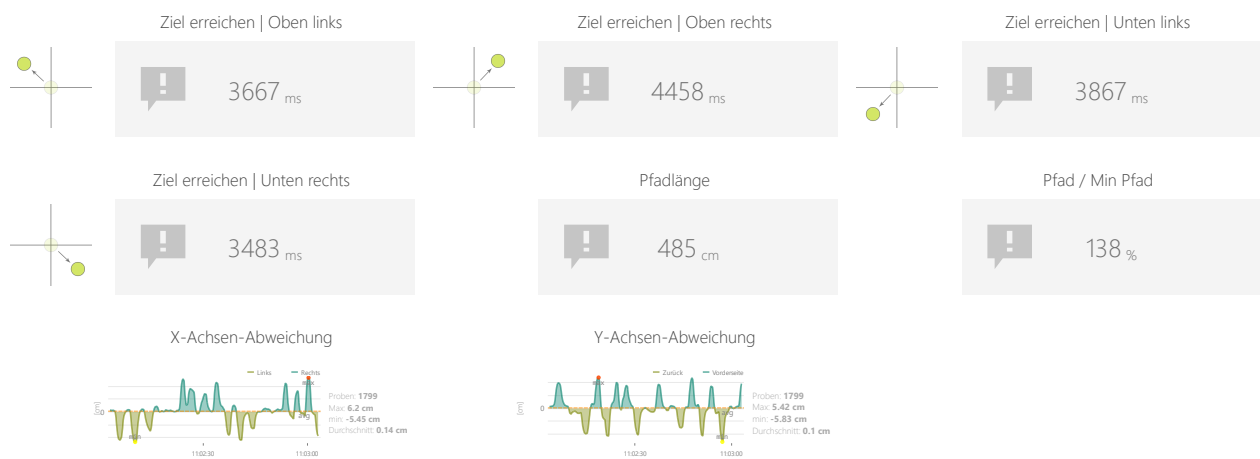 Ziel erreichen | Oben links
Ziel erreichen | Oben rechts
Ziel erreichen | Unten links
3667 ms
4458 ms
3867 ms
Ziel erreichen | Unten rechts
Pfadlänge
Pfad / Min Pfad
3483 ms
485 cm
138 %
X-Achsen-Abweichung
Y-Achsen-Abweichung
Links
Rechts
max
[cm]
0
avg
min
11:02:30
11:03:00
Proben: 1799
Max: 6.2 cm
min: -5.45 cm
Durchschnitt: 0.14 cm
Zurück
Vorderseite
max
[cm]
0
avg
min
11:02:30
11:03:00
Proben: 1799
Max: 5.42 cm
min: -5.83 cm
Durchschnitt: 0.1 cm